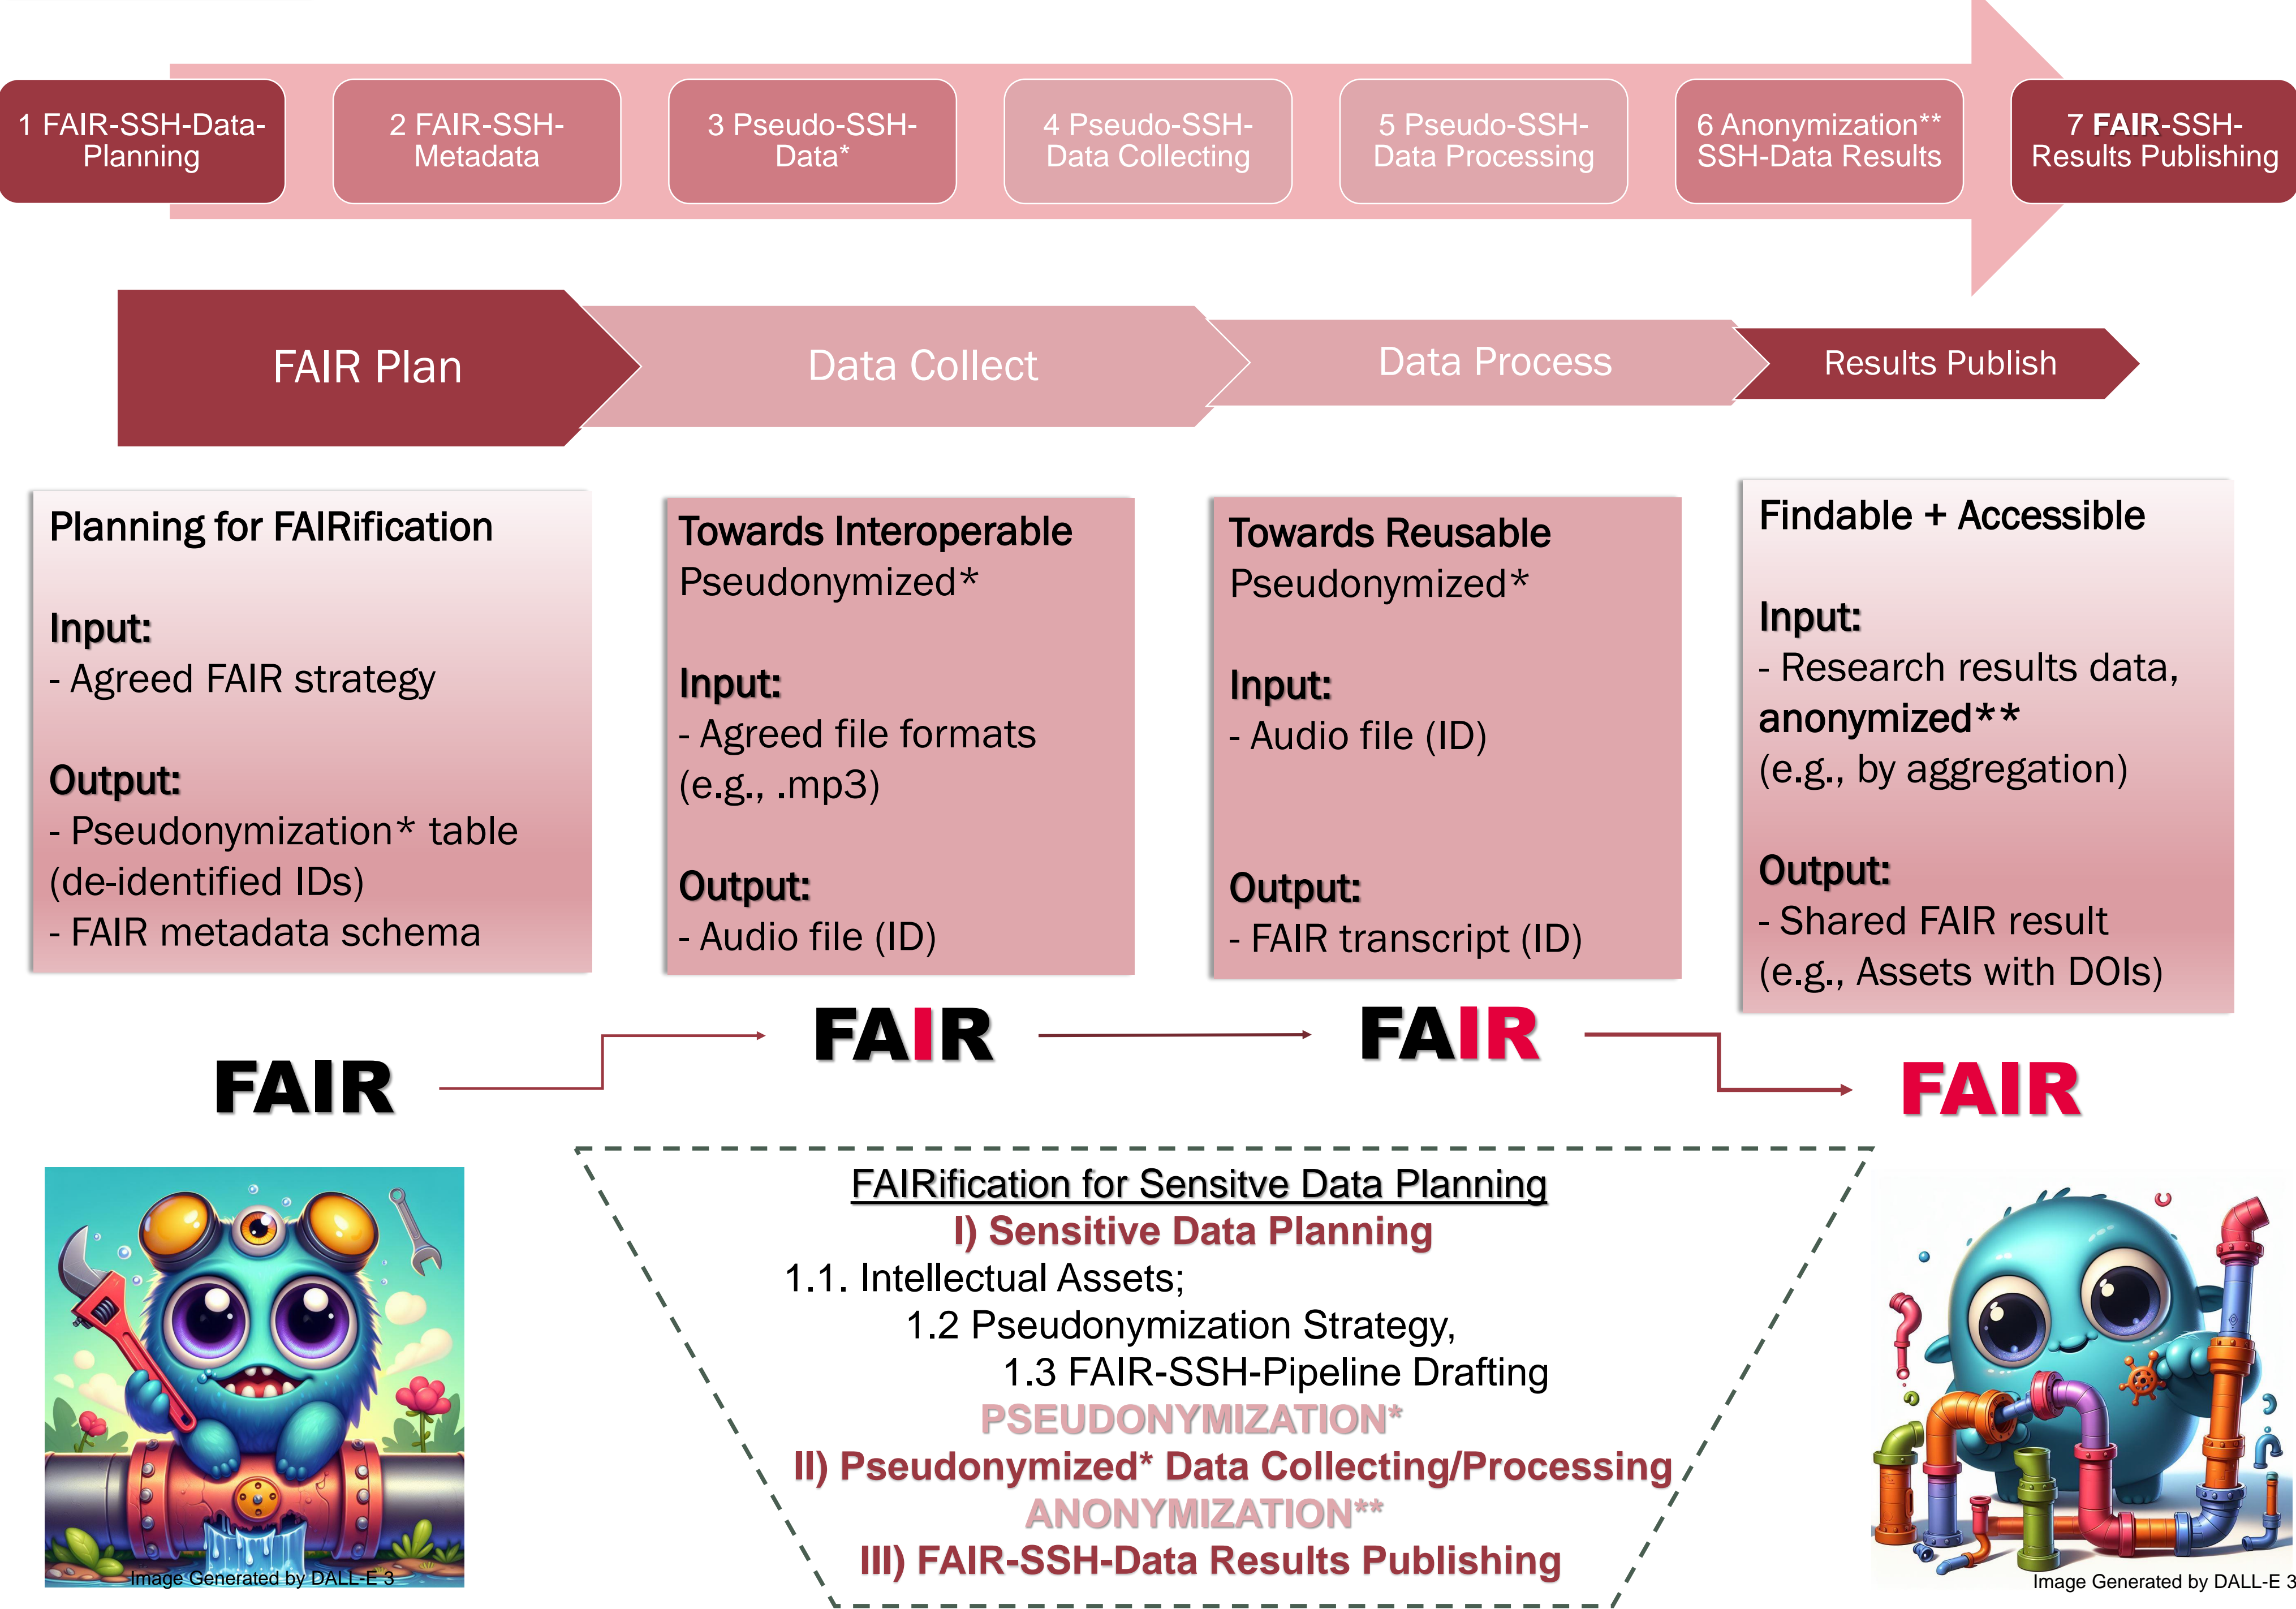 1 FAIR-SSH-Data-
Planning
2 FAIR-SSH-
Metadata
3 Pseudo-SSH-
Data*
4 Pseudo-SSH-
Data Collecting
5 Pseudo-SSH-
Data Processing
6 Anonymization**
SSH-Data Results
7 FAIR-SSH-
Results Publishing
FAIR Plan
Data Collect
Data Process
Results Publish
Planning for FAIRification
Input:
- Agreed FAIR strategy
Output:
- Pseudonymization* table
(de-identified IDs)
- FAIR metadata schema
Towards Interoperable
Pseudonymized*
Input:
- Agreed file formats
(e.g., .mp3)
Output:
- Audio file (ID)
Towards Reusable
Pseudonymized*
Input:
- Audio file (ID)
Output:
- FAIR transcript (ID)
Findable + Accessible
Input:
- Research results data,
anonymized**
(e.g., by aggregation)
Output:
- Shared FAIR result
(e.g., Assets with DOIs)
FAIR
FAIR
FAIR
FAIR
FAIRification for Sensitve Data Planning
I) Sensitive Data Planning
1.1. Intellectual Assets;
1.2 Pseudonymization Strategy,
1.3 FAIR-SSH-Pipeline Drafting
PSEUDONYMIZATION*
II) Pseudonymized* Data Collecting/Processing
ANONYMIZATION**
III) FAIR-SSH-Data Results Publishing
Image Generated by DALL-E 3
Image Generated by DALL-E 3